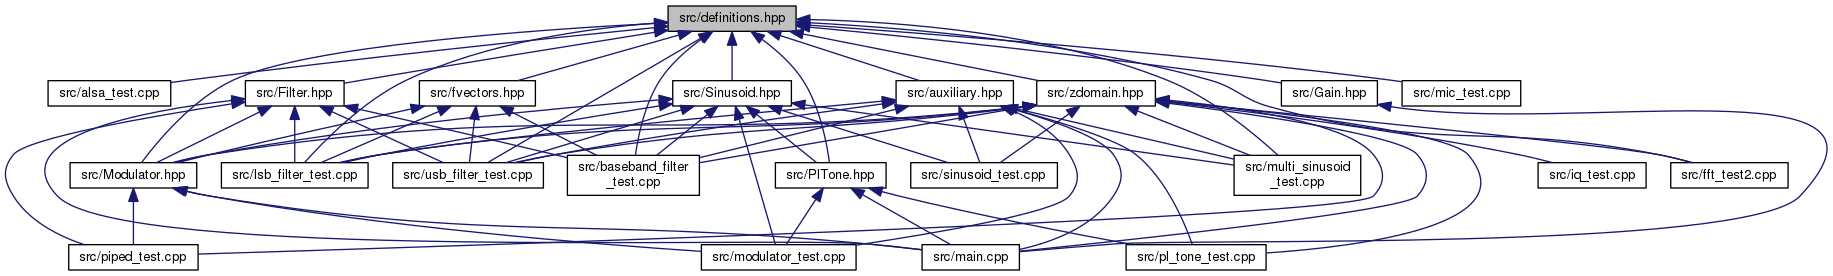 src/definitions.hpp
src/alsa_test.cpp
src/Filter.hpp
src/fvectors.hpp
src/Sinusoid.hpp
src/auxiliary.hpp
src/zdomain.hpp
src/Gain.hpp
src/mic_test.cpp
src/Modulator.hpp
src/lsb_filter_test.cpp
src/usb_filter_test.cpp
src/baseband_filter
_test.cpp
src/PlTone.hpp
src/sinusoid_test.cpp
src/multi_sinusoid
_test.cpp
src/iq_test.cpp
src/fft_test2.cpp
src/piped_test.cpp
src/modulator_test.cpp
src/main.cpp
src/pl_tone_test.cpp